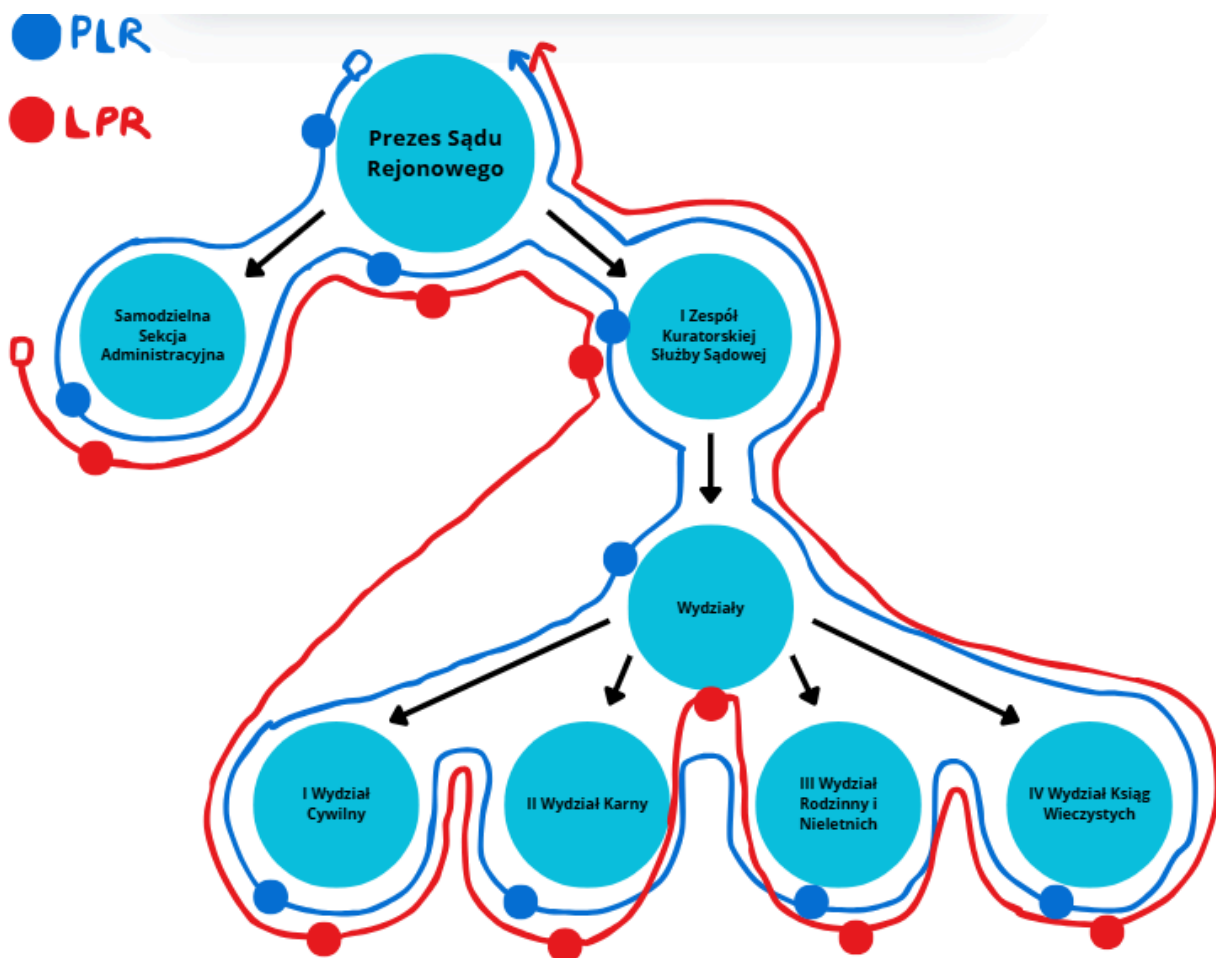 PLR
LPR
Prezes Sądu
Rejonowego
Samodzielna
Sekcja
Administracyjna
I Zespół
Kuratorskiej
Służby Sądowej
Wydziały
I Wydział
Cywilny
II Wydział Karny
III Wydział
Rodzinny i
Nieletnich
IV Wydział Ksiąg
Wieczystych